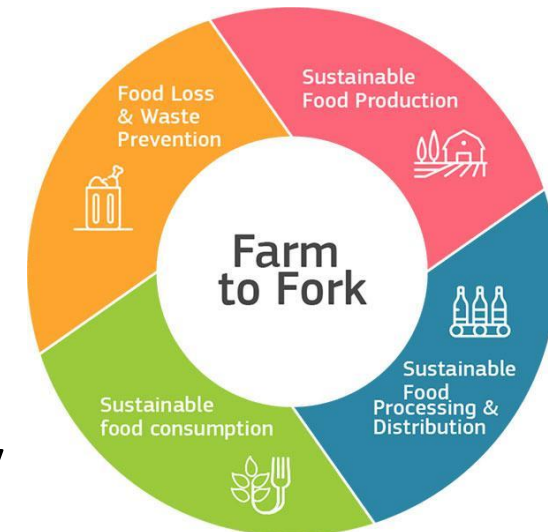 Food Loss
& Waste
Prevention
Sustainable
Food Production
Farm
to Fork
Sustainable
Food
Processing &
Distribution
Sustainable
food consumption